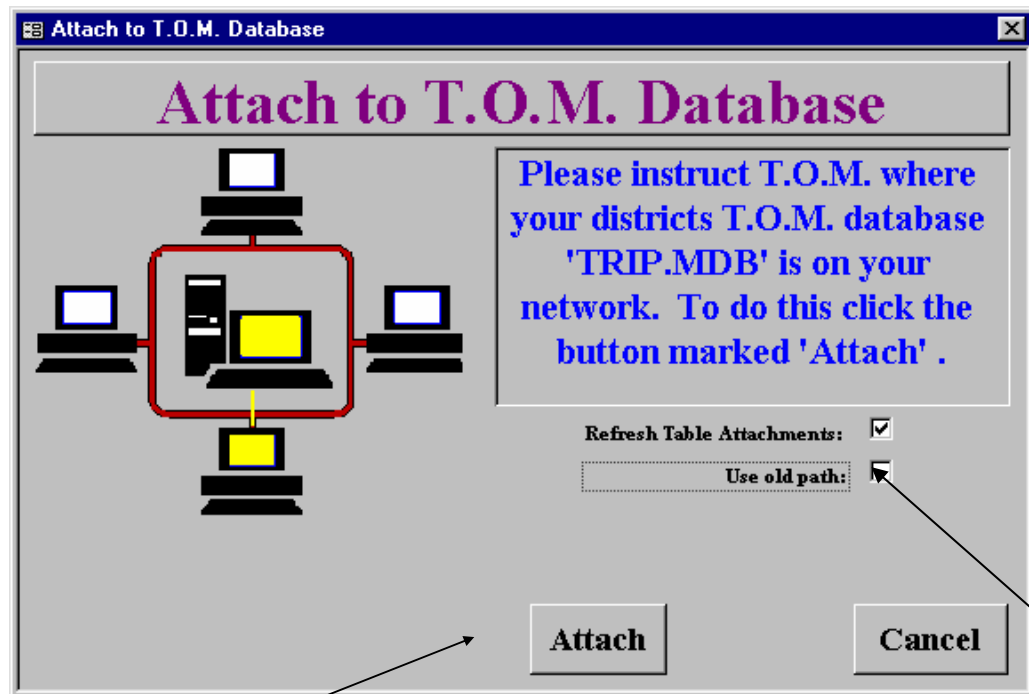 Attach to T.O.M. Database
Attach to T.O.M. Database
Please instruct T.O.M. where
your districts T.O.M. database
'TRIP.MDB' is on your
network.  To do this click the
button marked 'Attach' .
Refresh Table Attachments:
Use old path:
Attach
Cancel